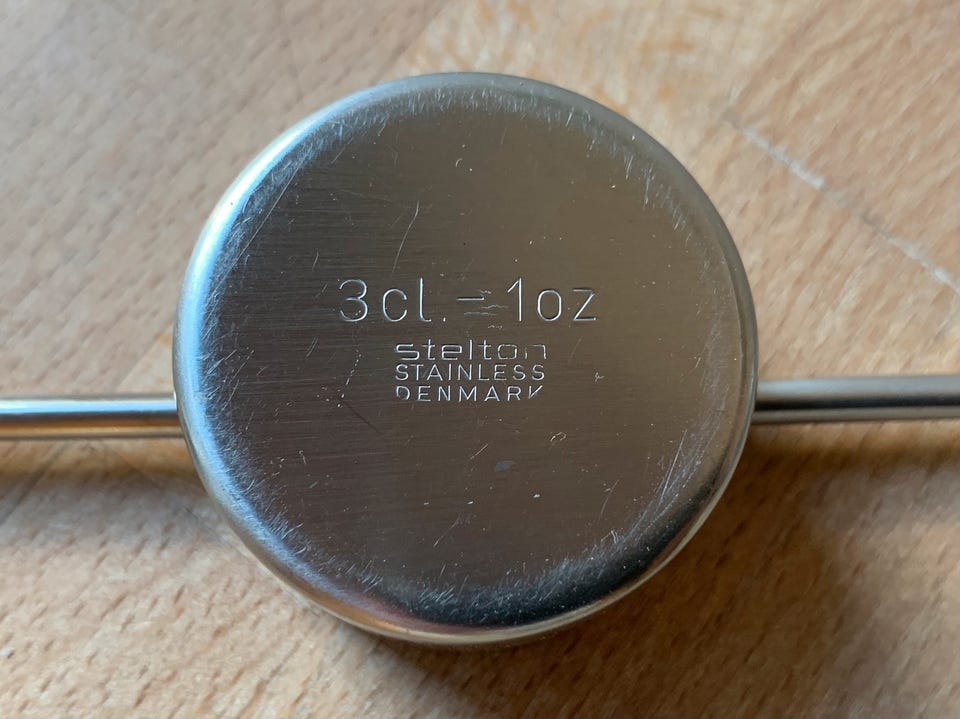 3cl. - 1oz
stelton
STAINLESS
DENMARK